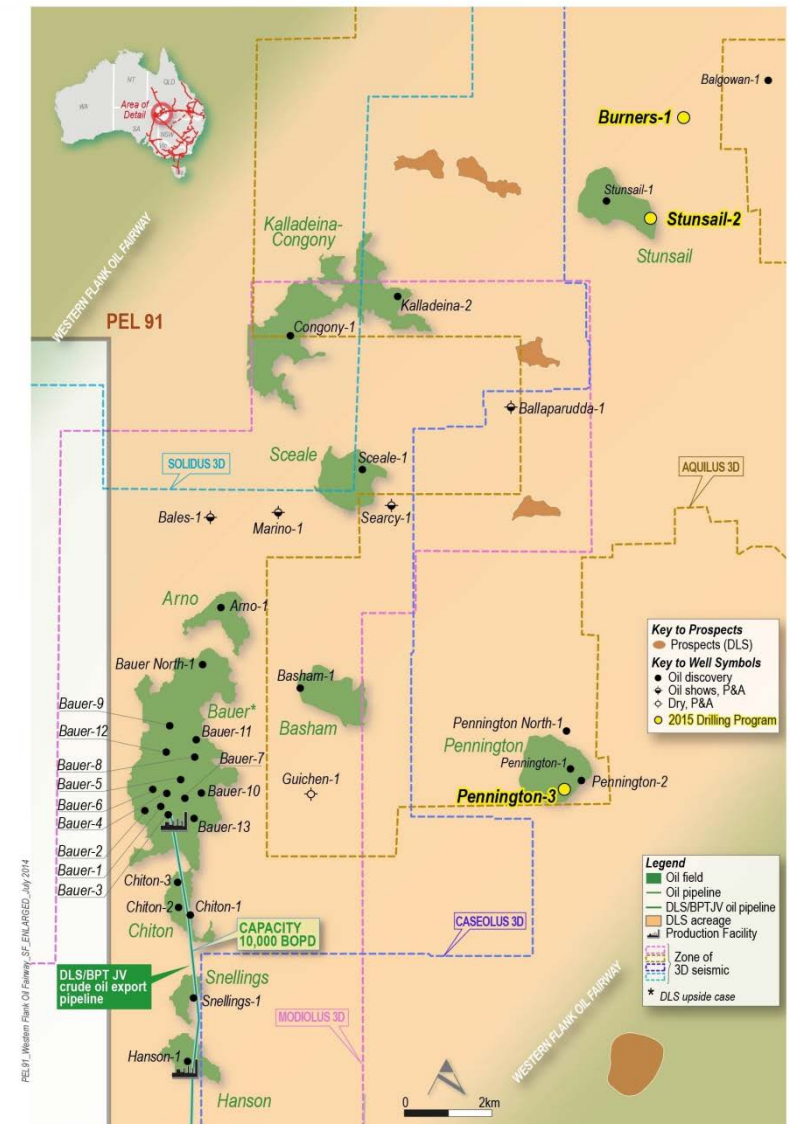 WA
NT
QLD
SA
NSW
Area of
Detail
Balgowan-1
Burners-1
Stunsail-1
Stunsail-2
Stunsail
WESTERN FLANK OIL FAIRWAY
Kalladeina-
Congony
PEL 91
Kalladeina-2
Congony-1
Ballaparudda-1
Sceale
Sceale-1
SOLIDUS 3D
AQUILUS 3D
Bales-1
Marino-1
Searcy-1
Arno
Arno-1
Key to Prospects
Prospects (DLS)
Key to Well Symbols
Oil discovery
Oil shows, P&A
Dry, P&A
2015 Drilling Program
Bauer North-1
Basham-1
Basham
Bauer*
Bauer-9
Bauer-12
Bauer-11
Bauer-8
Bauer-7
Bauer-5
Bauer-6
Bauer-10
Bauer-4
Bauer-13
Bauer-2
Bauer-1
Bauer-3
Guichen-1
Pennington North-1
Pennington
Pennington-1
Pennington-2
Pennington-3
Chiton-3
Chiton-2
Chiton-1
Chiton
CAPACITY
10,000 BOPD
CASEOLUS 3D
Legend
Oil field
Oil pipeline
DLS/BPTJV oil pipeline
DLS acreage
Production Facility
Zone of
3D seismic
* DLS upside case
DLS/BPT JV
crude oil export
pipeline
Snellings
Snellings-1
MODIOLUS 3D
WESTERN FLANK OIL FAIRWAY
Hanson-1
Hanson
0 2km
PEL91_Western Flank Oil Fairway_SF_ENLARGED_July 2014